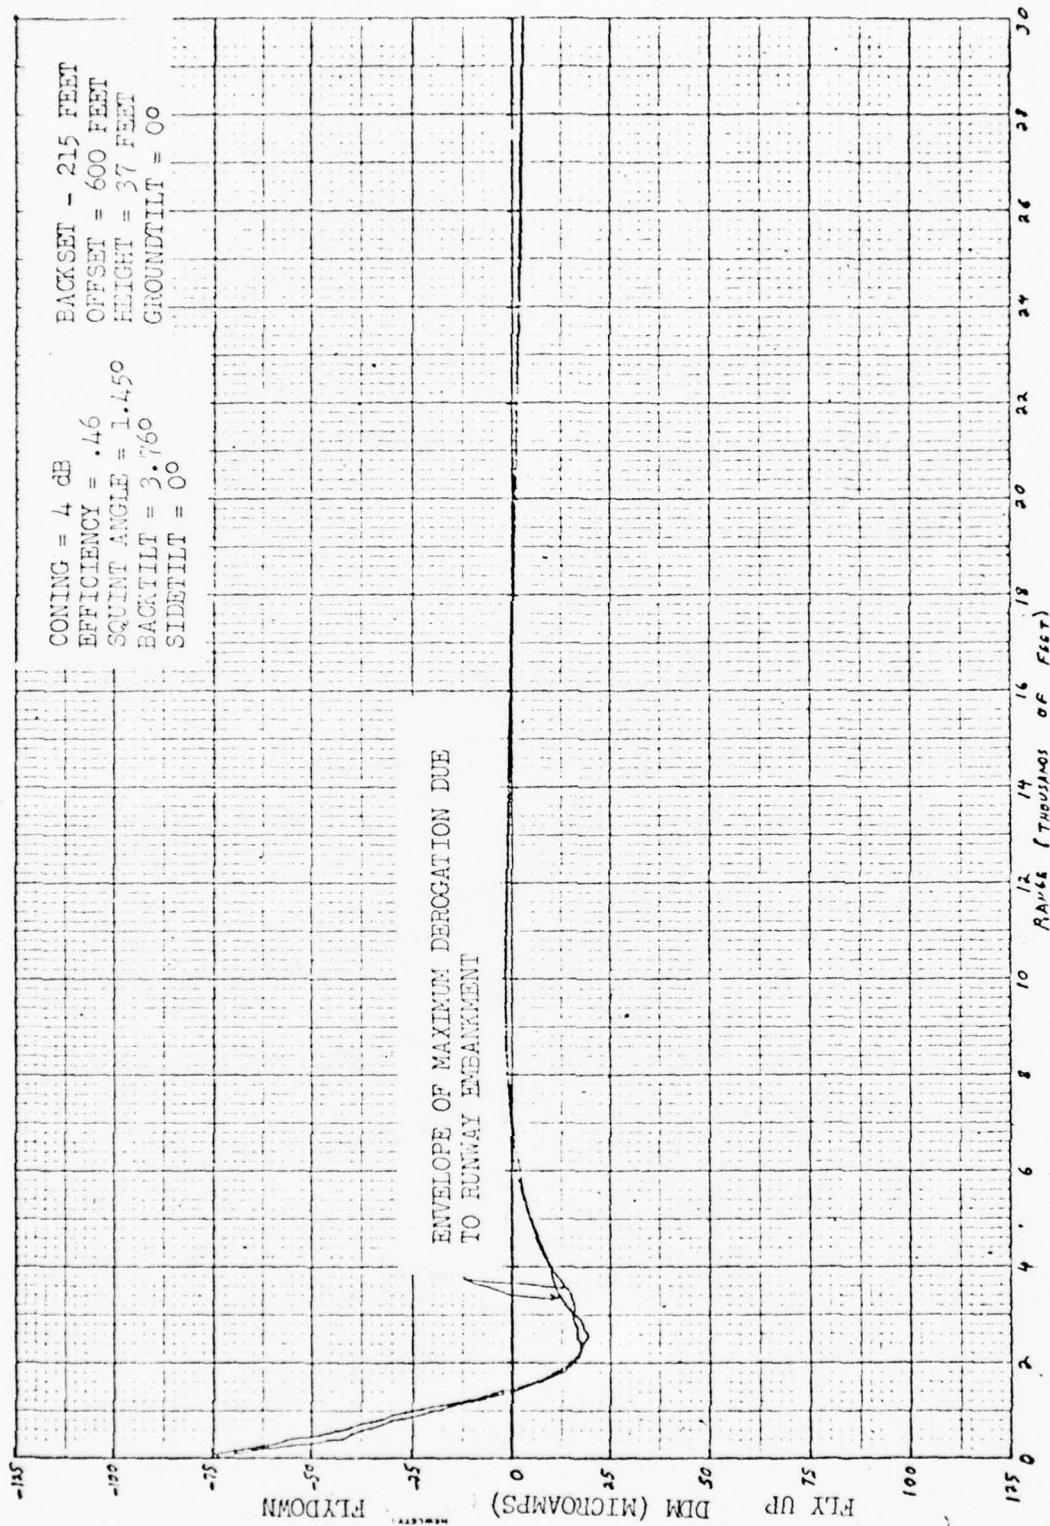 CONING = 4 dB
EFFICIENCY = .46
SQUINT ANGLE = 1.45°
BACKTILT = 3.76°
SIDETILT = 0°
BACKSET - 215 FEET
OFFSET = 600 FEET
HEIGHT = 37 FEET
GROUNDTILT = 0°
ENVELOPE OF MAXIMUM DEROGATION DUE
TO RUNWAY EMBANKMENT
FLYDOWN
DDM (MICROAMPS)
FLY UP
-125
-100
-75
-50
-25
0
25
50
75
100
125
0 2 4 6 8 10 12 14 16 18 20 22 24 26 28 30
RANGE (THOUSANDS OF FEET)
HEWLETT